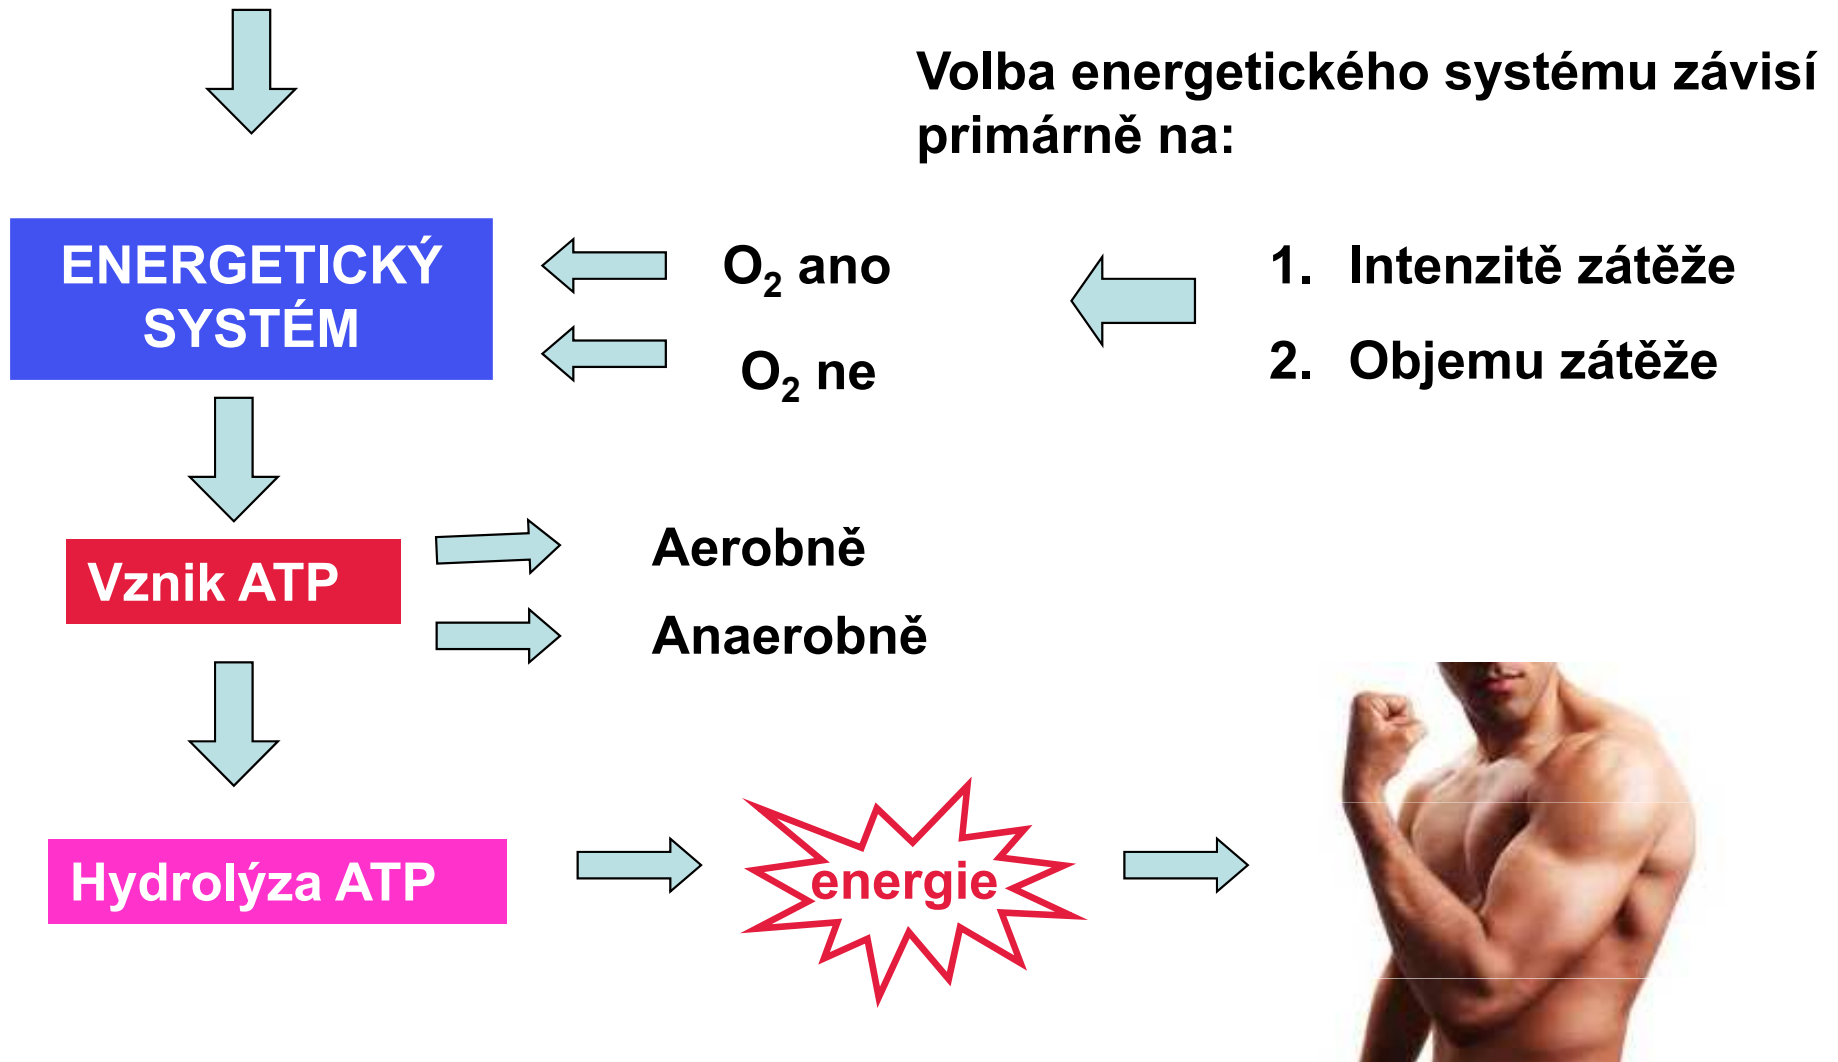 Volba energetického systému závisí
primárně na:
ENERGETICKÝ
SYSTÉM
O₂ ano
O₂ ne
1. Intenzitě zátěže
2. Objemu zátěže
Vznik ATP
Aerobně
Anaerobně
Hydrolýza ATP
energie